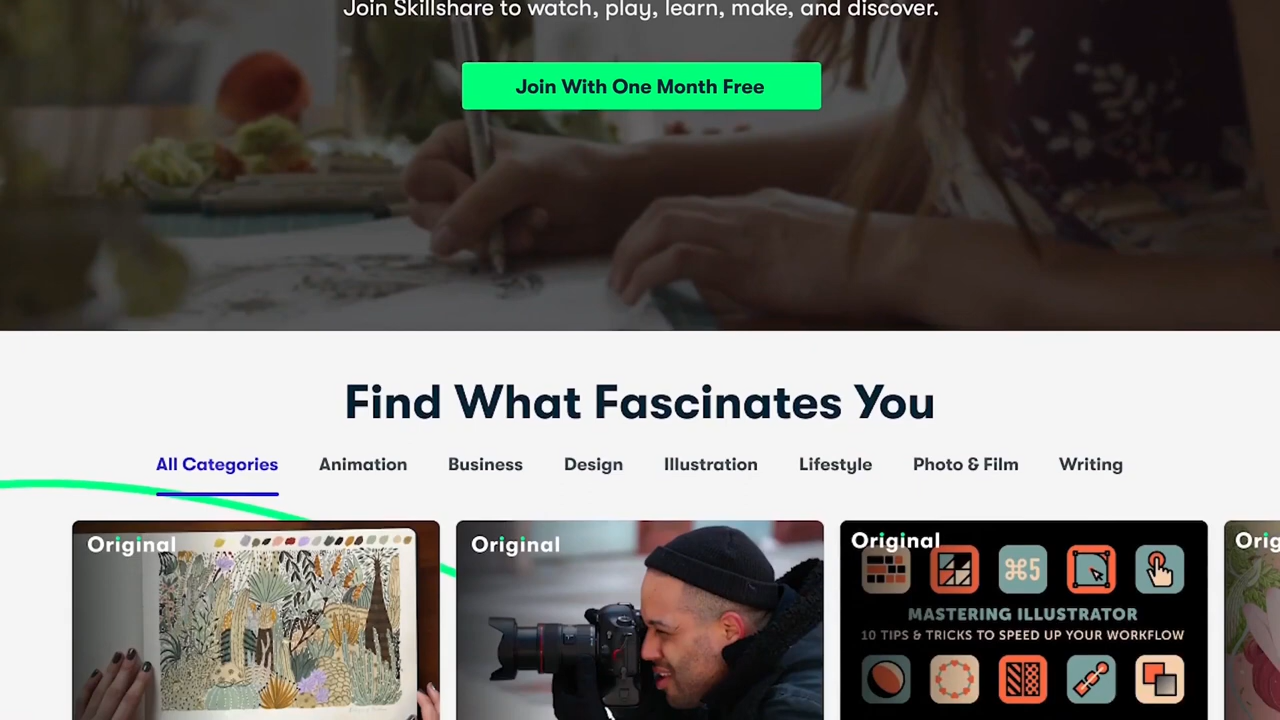 Join Skillshare to watch, play, learn, make, and discover.
Join With One Month Free
Find What Fascinates You
All Categories Animation Business Design Illustration Lifestyle Photo & Film Writing
Original
Original
Original
Orig
⌘5
MASTERING ILLUSTRATOR
10 TIPS & TRICKS TO SPEED UP YOUR WORKFLOW